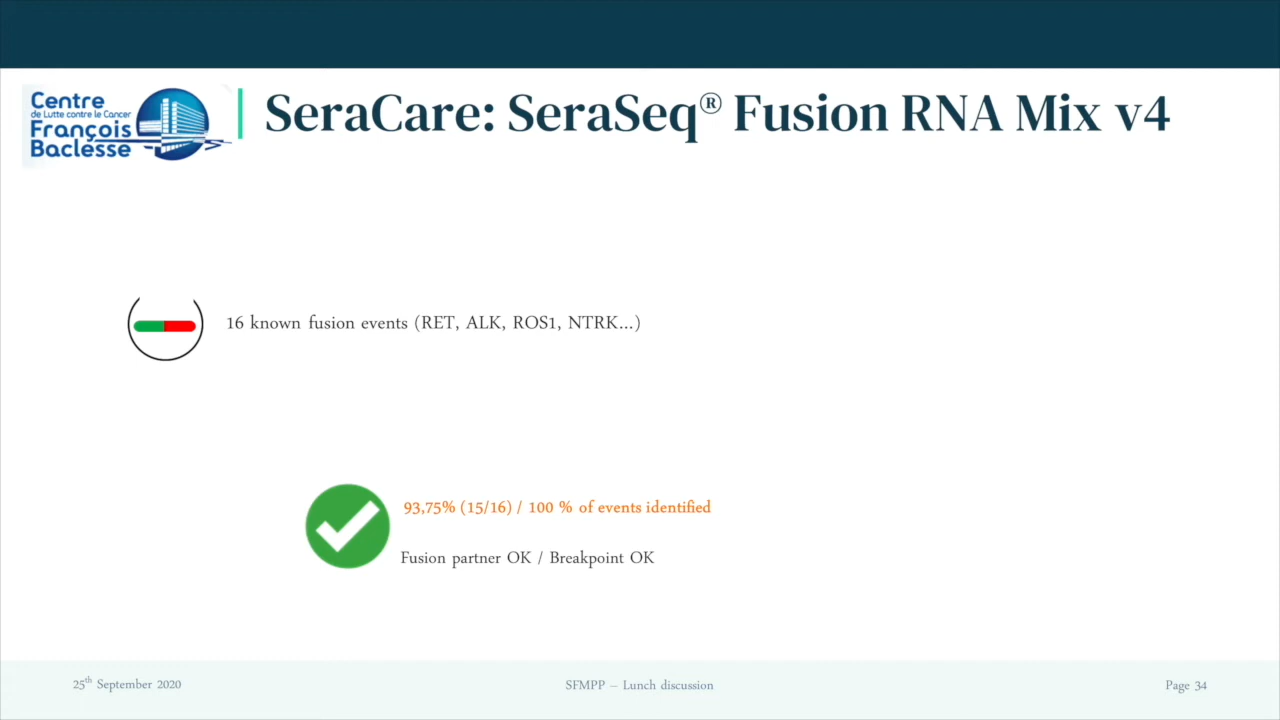 Centre
de Lutte contre le Cancer
François
Baclesse
SeraCare: SeraSeq® Fusion RNA Mix v4
16 known fusion events (RET, ALK, ROS1, NTRK...)
93,75% (15/16) / 100 % of events identified
Fusion partner OK / Breakpoint OK
25th September 2020
SFMPP – Lunch discussion
Page 34